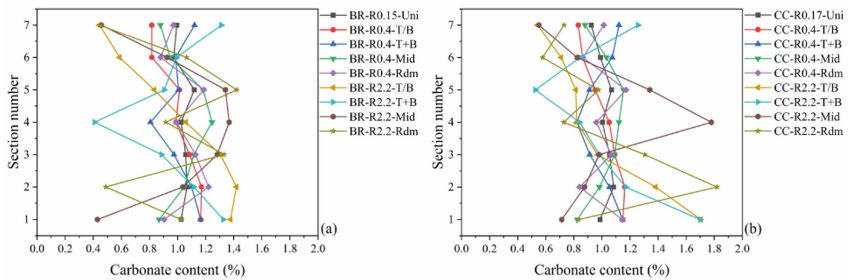 7
6
5
4
3
2
1
Section number
0.0 0.2 0.4 0.6 0.8 1.0 1.2 1.4 1.6 1.8 2.0
Carbonate content (%)
(a)
BR-R0.15-Uni
BR-R0.4-T/B
BR-R0.4-T+B
BR-R0.4-Mid
BR-R0.4-Rdm
BR-R2.2-T/B
BR-R2.2-T+B
BR-R2.2-Mid
BR-R2.2-Rdm
7
6
5
4
3
2
1
Section number
0.0 0.2 0.4 0.6 0.8 1.0 1.2 1.4 1.6 1.8 2.0
Carbonate content (%)
(b)
CC-R0.17-Uni
CC-R0.4-T/B
CC-R0.4-T+B
CC-R0.4-Mid
CC-R0.4-Rdm
CC-R2.2-T/B
CC-R2.2-T+B
CC-R2.2-Mid
CC-R2.2-Rdm